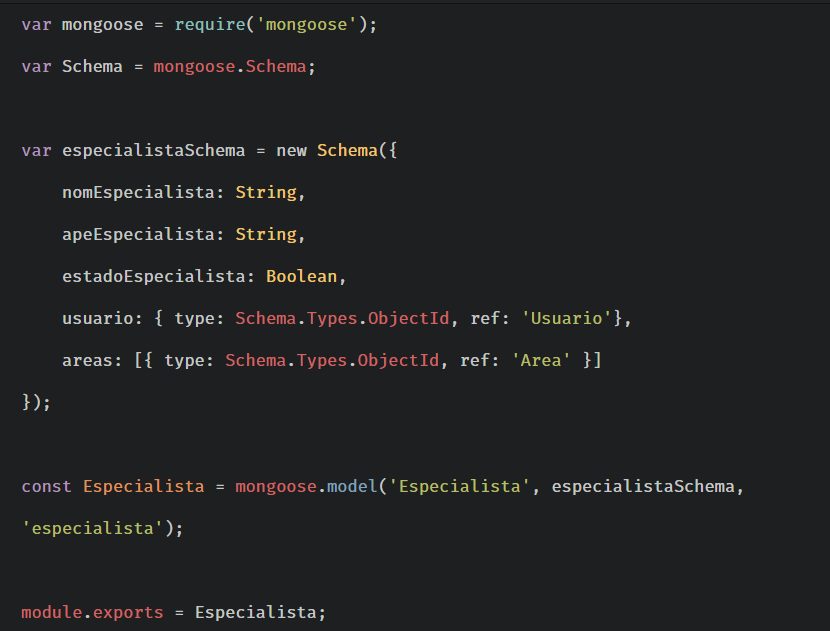 var mongoose = require('mongoose');
var Schema = mongoose.Schema;
var especialistaSchema = new Schema({
    nomEspecialista: String,
    apeEspecialista: String,
    estadoEspecialista: Boolean,
    usuario: { type: Schema.Types.ObjectId, ref: 'Usuario'},
    areas: [{ type: Schema.Types.ObjectId, ref: 'Area' }]
});
const Especialista = mongoose.model('Especialista', especialistaSchema,
'especialista');
module.exports = Especialista;